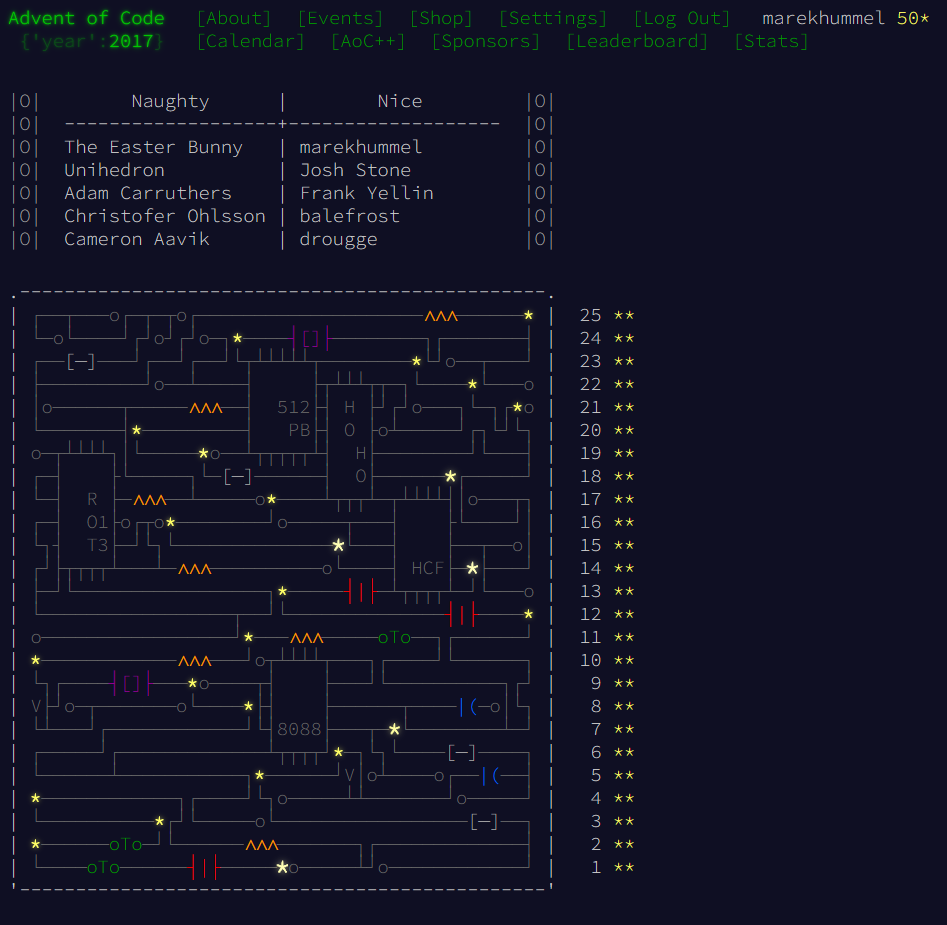 Advent of Code [About] [Events] [Shop] [Settings] [Log Out] marekhummel 50*
{'year':2017} [Calendar] [AoC++] [Sponsors] [Leaderboard] [Stats]
|O| Naughty | Nice |O|
|O| -------------------+------------------- |O|
|O| The Easter Bunny | marekhummel |O|
|O| Unihedron | Josh Stone |O|
|O| Adam Carruthers | Frank Yellin |O|
|O| Christofer Ohlsson | balefrost |O|
|O| Cameron Aavik | drougge |O|
25 **
24 **
23 **
22 **
512 H 21 **
PB O 20 **
H 19 **
O 18 **
R 17 **
O1 16 **
T3 15 **
HCF 14 **
13 **
12 **
oTo 11 **
10 **
9 **
V 8 **
8088 7 **
6 **
V 5 **
4 **
3 **
oTo 2 **
oTo 1 **